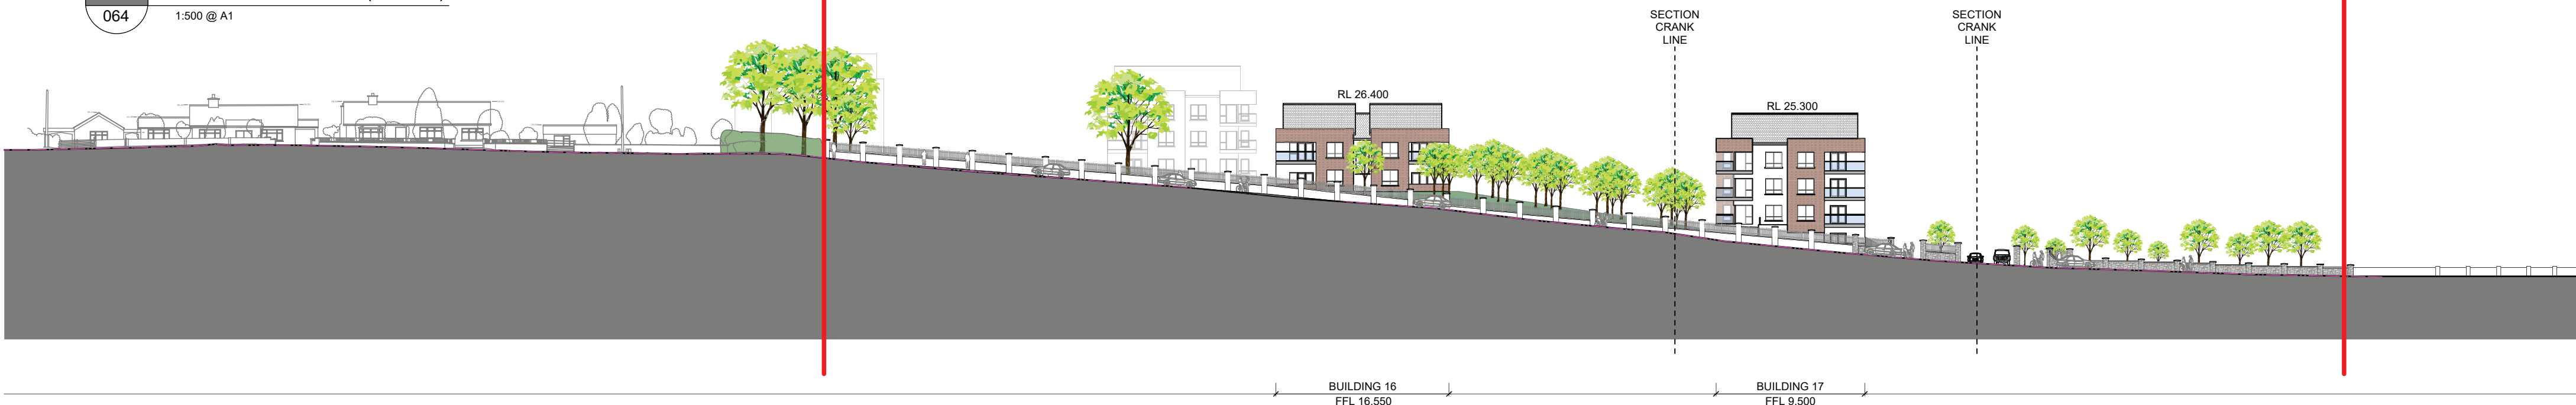 064
1:500 @ A1
SECTION
CRANK
LINE
SECTION
CRANK
LINE
RL 26.400
RL 25.300
BUILDING 16
FFL 16.550
BUILDING 17
FFL 9.500